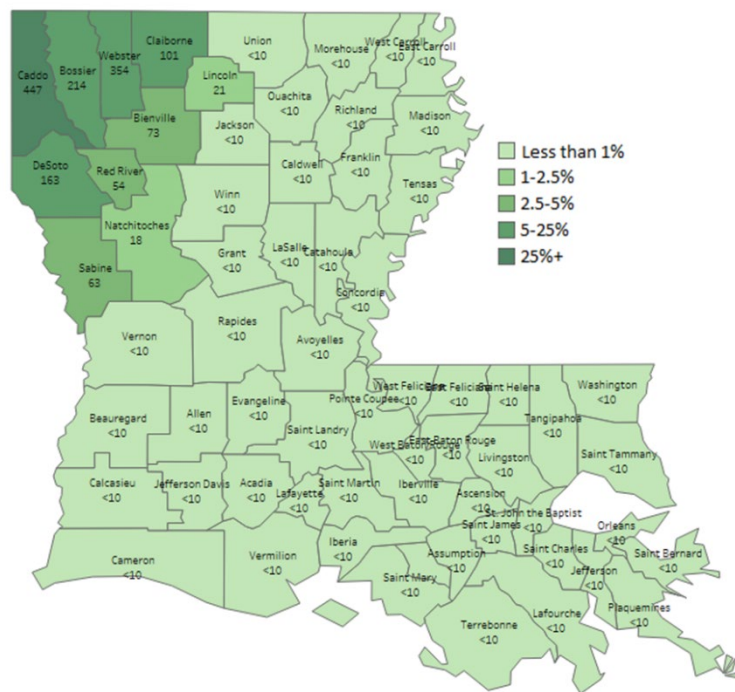 Union
<10
Morehouse
<10
West Carroll
<10
East Carroll
<10
Claiborne
101
Webster
354
Bossier
214
Caddo
447
Lincoln
21
Ouachita
<10
Richland
<10
Madison
<10
Bienville
73
Jackson
<10
Less than 1%
1-2.5%
2.5-5%
5-25%
25%+
DeSoto
163
Red River
54
Caldwell
<10
Franklin
<10
Tensas
<10
Winn
<10
Natchitoches
18
Sabine
63
Grant
<10
LaSalle
<10
Catahoula
<10
Concordia
<10
Vernon
<10
Rapides
<10
Avoyelles
<10
Beauregard
<10
Allen
<10
Evangeline
<10
Saint Landry
<10
Pointe Coupee
<10
West Feliciana
<10
East Feliciana
<10
Saint Helena
<10
Washington
<10
Tangipahoa
<10
West Baton Rouge
<10
East Baton Rouge
<10
Livingston
<10
Saint Tammany
<10
Calcasieu
<10
Jefferson Davis
<10
Acadia
<10
Lafayette
<10
Saint Martin
<10
Iberville
<10
Ascension
<10
St. John the Baptist
<10
Saint James
<10
Orleans
<10
Cameron
<10
Vermilion
<10
Iberia
<10
Saint Mary
<10
Assumption
<10
Saint Charles
<10
Jefferson
<10
Saint Bernard
<10
Plaquemines
<10
Lafourche
<10
Terrebonne
<10